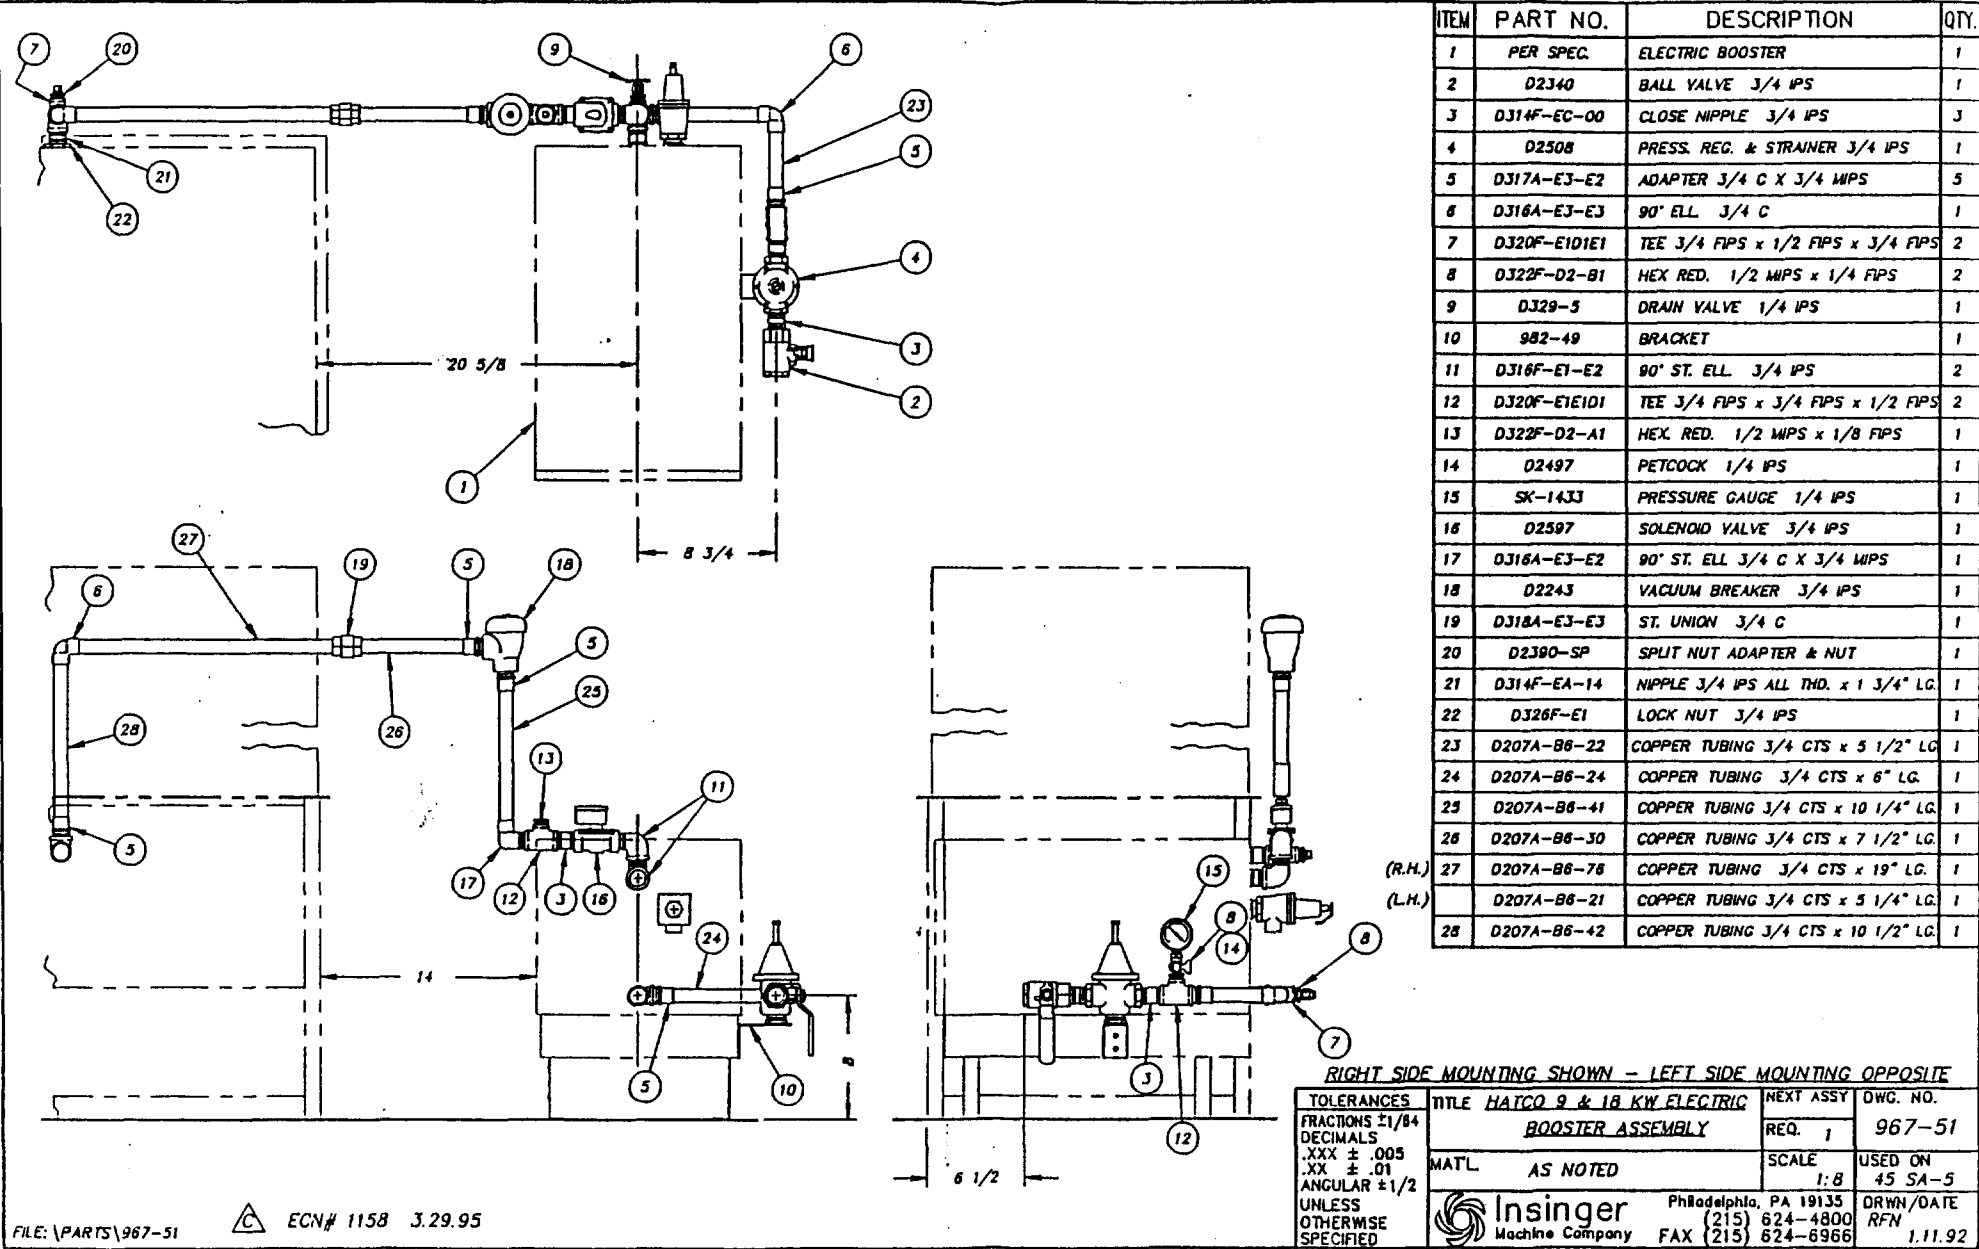 ITEM PART NO. DESCRIPTION QTY.
1 PER SPEC. ELECTRIC BOOSTER 1
2 D2340 BALL VALVE 3/4 IPS 1
3 D314F-EC-00 CLOSE NIPPLE 3/4 IPS 3
4 D2508 PRESS. REG. & STRAINER 3/4 IPS 1
5 D317A-E3-E2 ADAPTER 3/4 C X 3/4 MIPS 5
6 D316A-E3-E3 90° ELL 3/4 C 1
7 D320F-E1D1E1 TEE 3/4 FIPS x 1/2 FIPS x 3/4 FIPS 2
8 D322F-D2-B1 HEX RED. 1/2 MIPS x 1/4 FIPS 2
9 D329-5 DRAIN VALVE 1/4 IPS 1
10 982-49 BRACKET 1
11 D316F-E1-E2 90° ST. ELL. 3/4 IPS 2
12 D320F-E1E1D1 TEE 3/4 FIPS x 3/4 FIPS x 1/2 FIPS 2
13 D322F-D2-A1 HEX. RED. 1/2 MIPS x 1/8 FIPS 1
14 D2497 PETCOCK 1/4 IPS 1
15 SK-1433 PRESSURE GAUGE 1/4 IPS 1
16 D2597 SOLENOID VALVE 3/4 IPS 1
17 D316A-E3-E2 90° ST. ELL 3/4 C X 3/4 MIPS 1
18 D2243 VACUUM BREAKER 3/4 IPS 1
19 D318A-E3-E3 ST. UNION 3/4 C 1
20 D2390-SP SPLIT NUT ADAPTER & NUT 1
21 D314F-EA-14 NIPPLE 3/4 IPS ALL THD. x 1 3/4" LG. 1
22 D326F-E1 LOCK NUT 3/4 IPS 1
23 D207A-B6-22 COPPER TUBING 3/4 CTS x 5 1/2" LG 1
24 D207A-B6-24 COPPER TUBING 3/4 CTS x 6" LG. 1
25 D207A-B6-41 COPPER TUBING 3/4 CTS x 10 1/4" LG. 1
26 D207A-B6-30 COPPER TUBING 3/4 CTS x 7 1/2" LG. 1
(R.H.) 27 D207A-B6-76 COPPER TUBING 3/4 CTS x 19" LG. 1
(L.H.) D207A-B6-21 COPPER TUBING 3/4 CTS x 5 1/4" LG. 1
28 D207A-B6-42 COPPER TUBING 3/4 CTS x 10 1/2" LG. 1
7 20 9 6
23
5
21
22
4
3
20 5/8
2
1
8 3/4
27 19 5 18
6
5
25
28 26
13 11
5
17 12 3 16
24
14
5 10
8
15
8
14
8
7
3
12
6 1/2
RIGHT SIDE MOUNTING SHOWN - LEFT SIDE MOUNTING OPPOSITE
TOLERANCES
FRACTIONS ±1/64
DECIMALS
.XXX ± .005
.XX ± .01
ANGULAR ±1/2
UNLESS
OTHERWISE
SPECIFIED
TITLE HATCO 9 & 18 KW ELECTRIC
BOOSTER ASSEMBLY
NEXT ASSY
REQ. 1
DWG. NO.
967-51
MAT'L AS NOTED
SCALE
1:8
USED ON
45 SA-5
Insinger
Machine Company
Philadelphia, PA 19135
(215) 624-4800
FAX (215) 624-6966
DRWN/DATE
RFN
1.11.92
FILE: \PARTS\967-51
C ECN# 1158 3.29.95